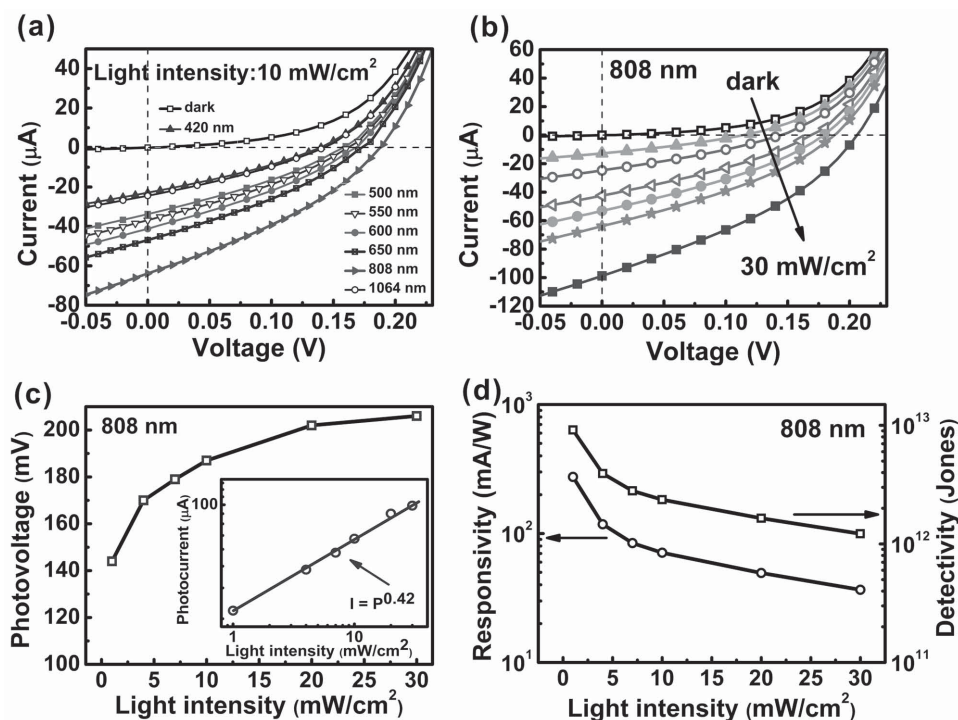 (a)
Light intensity:10 mW/cm²
dark
420 nm
500 nm
550 nm
600 nm
650 nm
808 nm
1064 nm
Current (μA)
40
20
0
-20
-40
-60
-80
-0.05 0.00 0.05 0.10 0.15 0.20
Voltage (V)
(b)
808 nm
dark
30 mW/cm²
Current (μA)
60
40
20
0
-20
-40
-60
-80
-100
-120
-0.05 0.00 0.05 0.10 0.15 0.20
Voltage (V)
(c)
808 nm
Photovoltage (mV)
200
180
160
140
120
100
0 5 10 15 20 25 30
Light intensity (mW/cm²)
Photocurrent (μA)
100
I = P^0.42
1 10
Light intensity (mW/cm²)
(d)
808 nm
Responsivity (mA/W)
10³
10²
10¹
Detectivity (Jones)
10¹³
10¹²
10¹¹
0 5 10 15 20 25 30
Light intensity (mW/cm²)